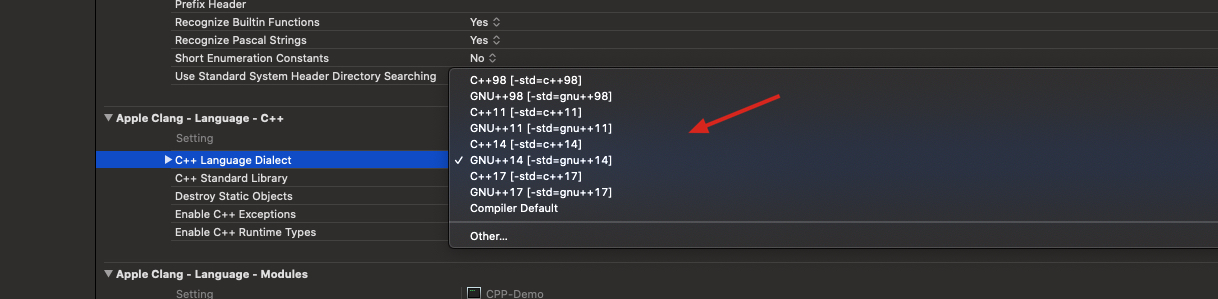 Prefix Header
Recognize Builtin Functions Yes
Recognize Pascal Strings Yes
Short Enumeration Constants No
Use Standard System Header Directory Searching
C++98 [-std=c++98]
GNU++98 [-std=gnu++98]
C++11 [-std=c++11]
Apple Clang - Language - C++
GNU++11 [-std=gnu++11]
Setting
C++14 [-std=c++14]
C++ Language Dialect
✓ GNU++14 [-std=gnu++14]
C++ Standard Library
C++17 [-std=c++17]
Destroy Static Objects
GNU++17 [-std=gnu++17]
Enable C++ Exceptions
Compiler Default
Enable C++ Runtime Types
Other...
Apple Clang - Language - Modules
Setting CPP-Demo